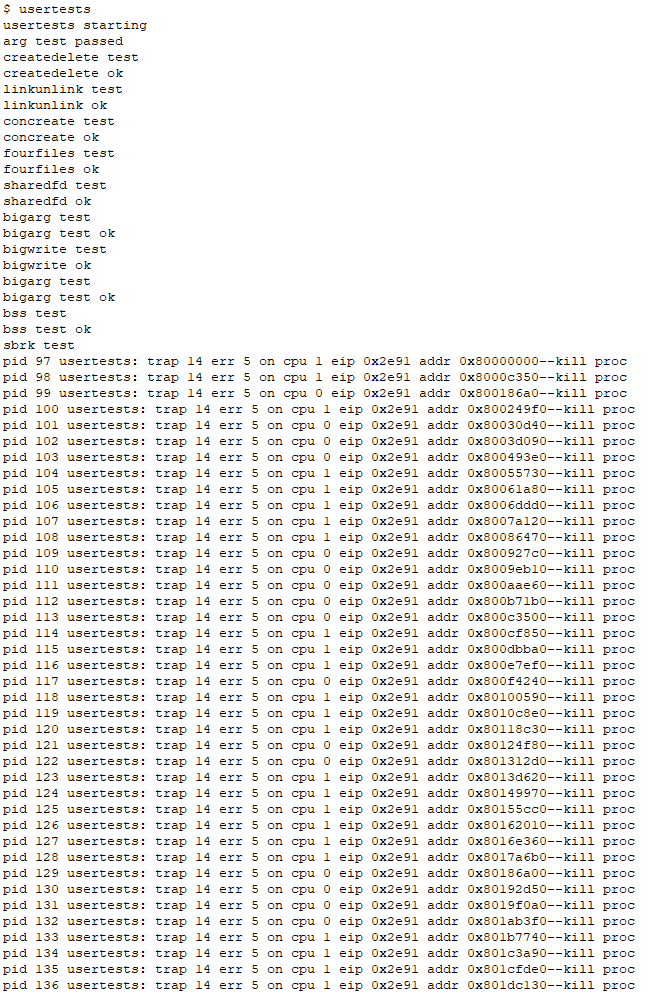 $ usertests
usertests starting
arg test passed
createdelete test
createdelete ok
linkunlink test
linkunlink ok
concreate test
concreate ok
fourfiles test
fourfiles ok
sharedfd test
sharedfd ok
bigarg test
bigarg test ok
bigwrite test
bigwrite ok
bigarg test
bigarg test ok
bss test
bss test ok
sbrk test
pid 97 usertests: trap 14 err 5 on cpu 1 eip 0x2e91 addr 0x80000000--kill proc
pid 98 usertests: trap 14 err 5 on cpu 1 eip 0x2e91 addr 0x8000c350--kill proc
pid 99 usertests: trap 14 err 5 on cpu 0 eip 0x2e91 addr 0x800186a0--kill proc
pid 100 usertests: trap 14 err 5 on cpu 1 eip 0x2e91 addr 0x800249f0--kill proc
pid 101 usertests: trap 14 err 5 on cpu 0 eip 0x2e91 addr 0x80030d40--kill proc
pid 102 usertests: trap 14 err 5 on cpu 0 eip 0x2e91 addr 0x8003d090--kill proc
pid 103 usertests: trap 14 err 5 on cpu 0 eip 0x2e91 addr 0x800493e0--kill proc
pid 104 usertests: trap 14 err 5 on cpu 1 eip 0x2e91 addr 0x80055730--kill proc
pid 105 usertests: trap 14 err 5 on cpu 1 eip 0x2e91 addr 0x80061a80--kill proc
pid 106 usertests: trap 14 err 5 on cpu 1 eip 0x2e91 addr 0x8006ddd0--kill proc
pid 107 usertests: trap 14 err 5 on cpu 1 eip 0x2e91 addr 0x8007a120--kill proc
pid 108 usertests: trap 14 err 5 on cpu 1 eip 0x2e91 addr 0x80086470--kill proc
pid 109 usertests: trap 14 err 5 on cpu 0 eip 0x2e91 addr 0x800927c0--kill proc
pid 110 usertests: trap 14 err 5 on cpu 0 eip 0x2e91 addr 0x8009eb10--kill proc
pid 111 usertests: trap 14 err 5 on cpu 0 eip 0x2e91 addr 0x800aae60--kill proc
pid 112 usertests: trap 14 err 5 on cpu 0 eip 0x2e91 addr 0x800b71b0--kill proc
pid 113 usertests: trap 14 err 5 on cpu 0 eip 0x2e91 addr 0x800c3500--kill proc
pid 114 usertests: trap 14 err 5 on cpu 1 eip 0x2e91 addr 0x800cf850--kill proc
pid 115 usertests: trap 14 err 5 on cpu 1 eip 0x2e91 addr 0x800dbba0--kill proc
pid 116 usertests: trap 14 err 5 on cpu 1 eip 0x2e91 addr 0x800e7ef0--kill proc
pid 117 usertests: trap 14 err 5 on cpu 0 eip 0x2e91 addr 0x800f4240--kill proc
pid 118 usertests: trap 14 err 5 on cpu 1 eip 0x2e91 addr 0x80100590--kill proc
pid 119 usertests: trap 14 err 5 on cpu 1 eip 0x2e91 addr 0x8010c8e0--kill proc
pid 120 usertests: trap 14 err 5 on cpu 1 eip 0x2e91 addr 0x80118c30--kill proc
pid 121 usertests: trap 14 err 5 on cpu 0 eip 0x2e91 addr 0x80124f80--kill proc
pid 122 usertests: trap 14 err 5 on cpu 0 eip 0x2e91 addr 0x801312d0--kill proc
pid 123 usertests: trap 14 err 5 on cpu 1 eip 0x2e91 addr 0x8013d620--kill proc
pid 124 usertests: trap 14 err 5 on cpu 1 eip 0x2e91 addr 0x80149970--kill proc
pid 125 usertests: trap 14 err 5 on cpu 1 eip 0x2e91 addr 0x80155cc0--kill proc
pid 126 usertests: trap 14 err 5 on cpu 1 eip 0x2e91 addr 0x80162010--kill proc
pid 127 usertests: trap 14 err 5 on cpu 1 eip 0x2e91 addr 0x8016e360--kill proc
pid 128 usertests: trap 14 err 5 on cpu 1 eip 0x2e91 addr 0x8017a6b0--kill proc
pid 129 usertests: trap 14 err 5 on cpu 0 eip 0x2e91 addr 0x80186a00--kill proc
pid 130 usertests: trap 14 err 5 on cpu 0 eip 0x2e91 addr 0x80192d50--kill proc
pid 131 usertests: trap 14 err 5 on cpu 0 eip 0x2e91 addr 0x8019f0a0--kill proc
pid 132 usertests: trap 14 err 5 on cpu 0 eip 0x2e91 addr 0x801ab3f0--kill proc
pid 133 usertests: trap 14 err 5 on cpu 1 eip 0x2e91 addr 0x801b7740--kill proc
pid 134 usertests: trap 14 err 5 on cpu 1 eip 0x2e91 addr 0x801c3a90--kill proc
pid 135 usertests: trap 14 err 5 on cpu 1 eip 0x2e91 addr 0x801cfde0--kill proc
pid 136 usertests: trap 14 err 5 on cpu 1 eip 0x2e91 addr 0x801dc130--kill proc